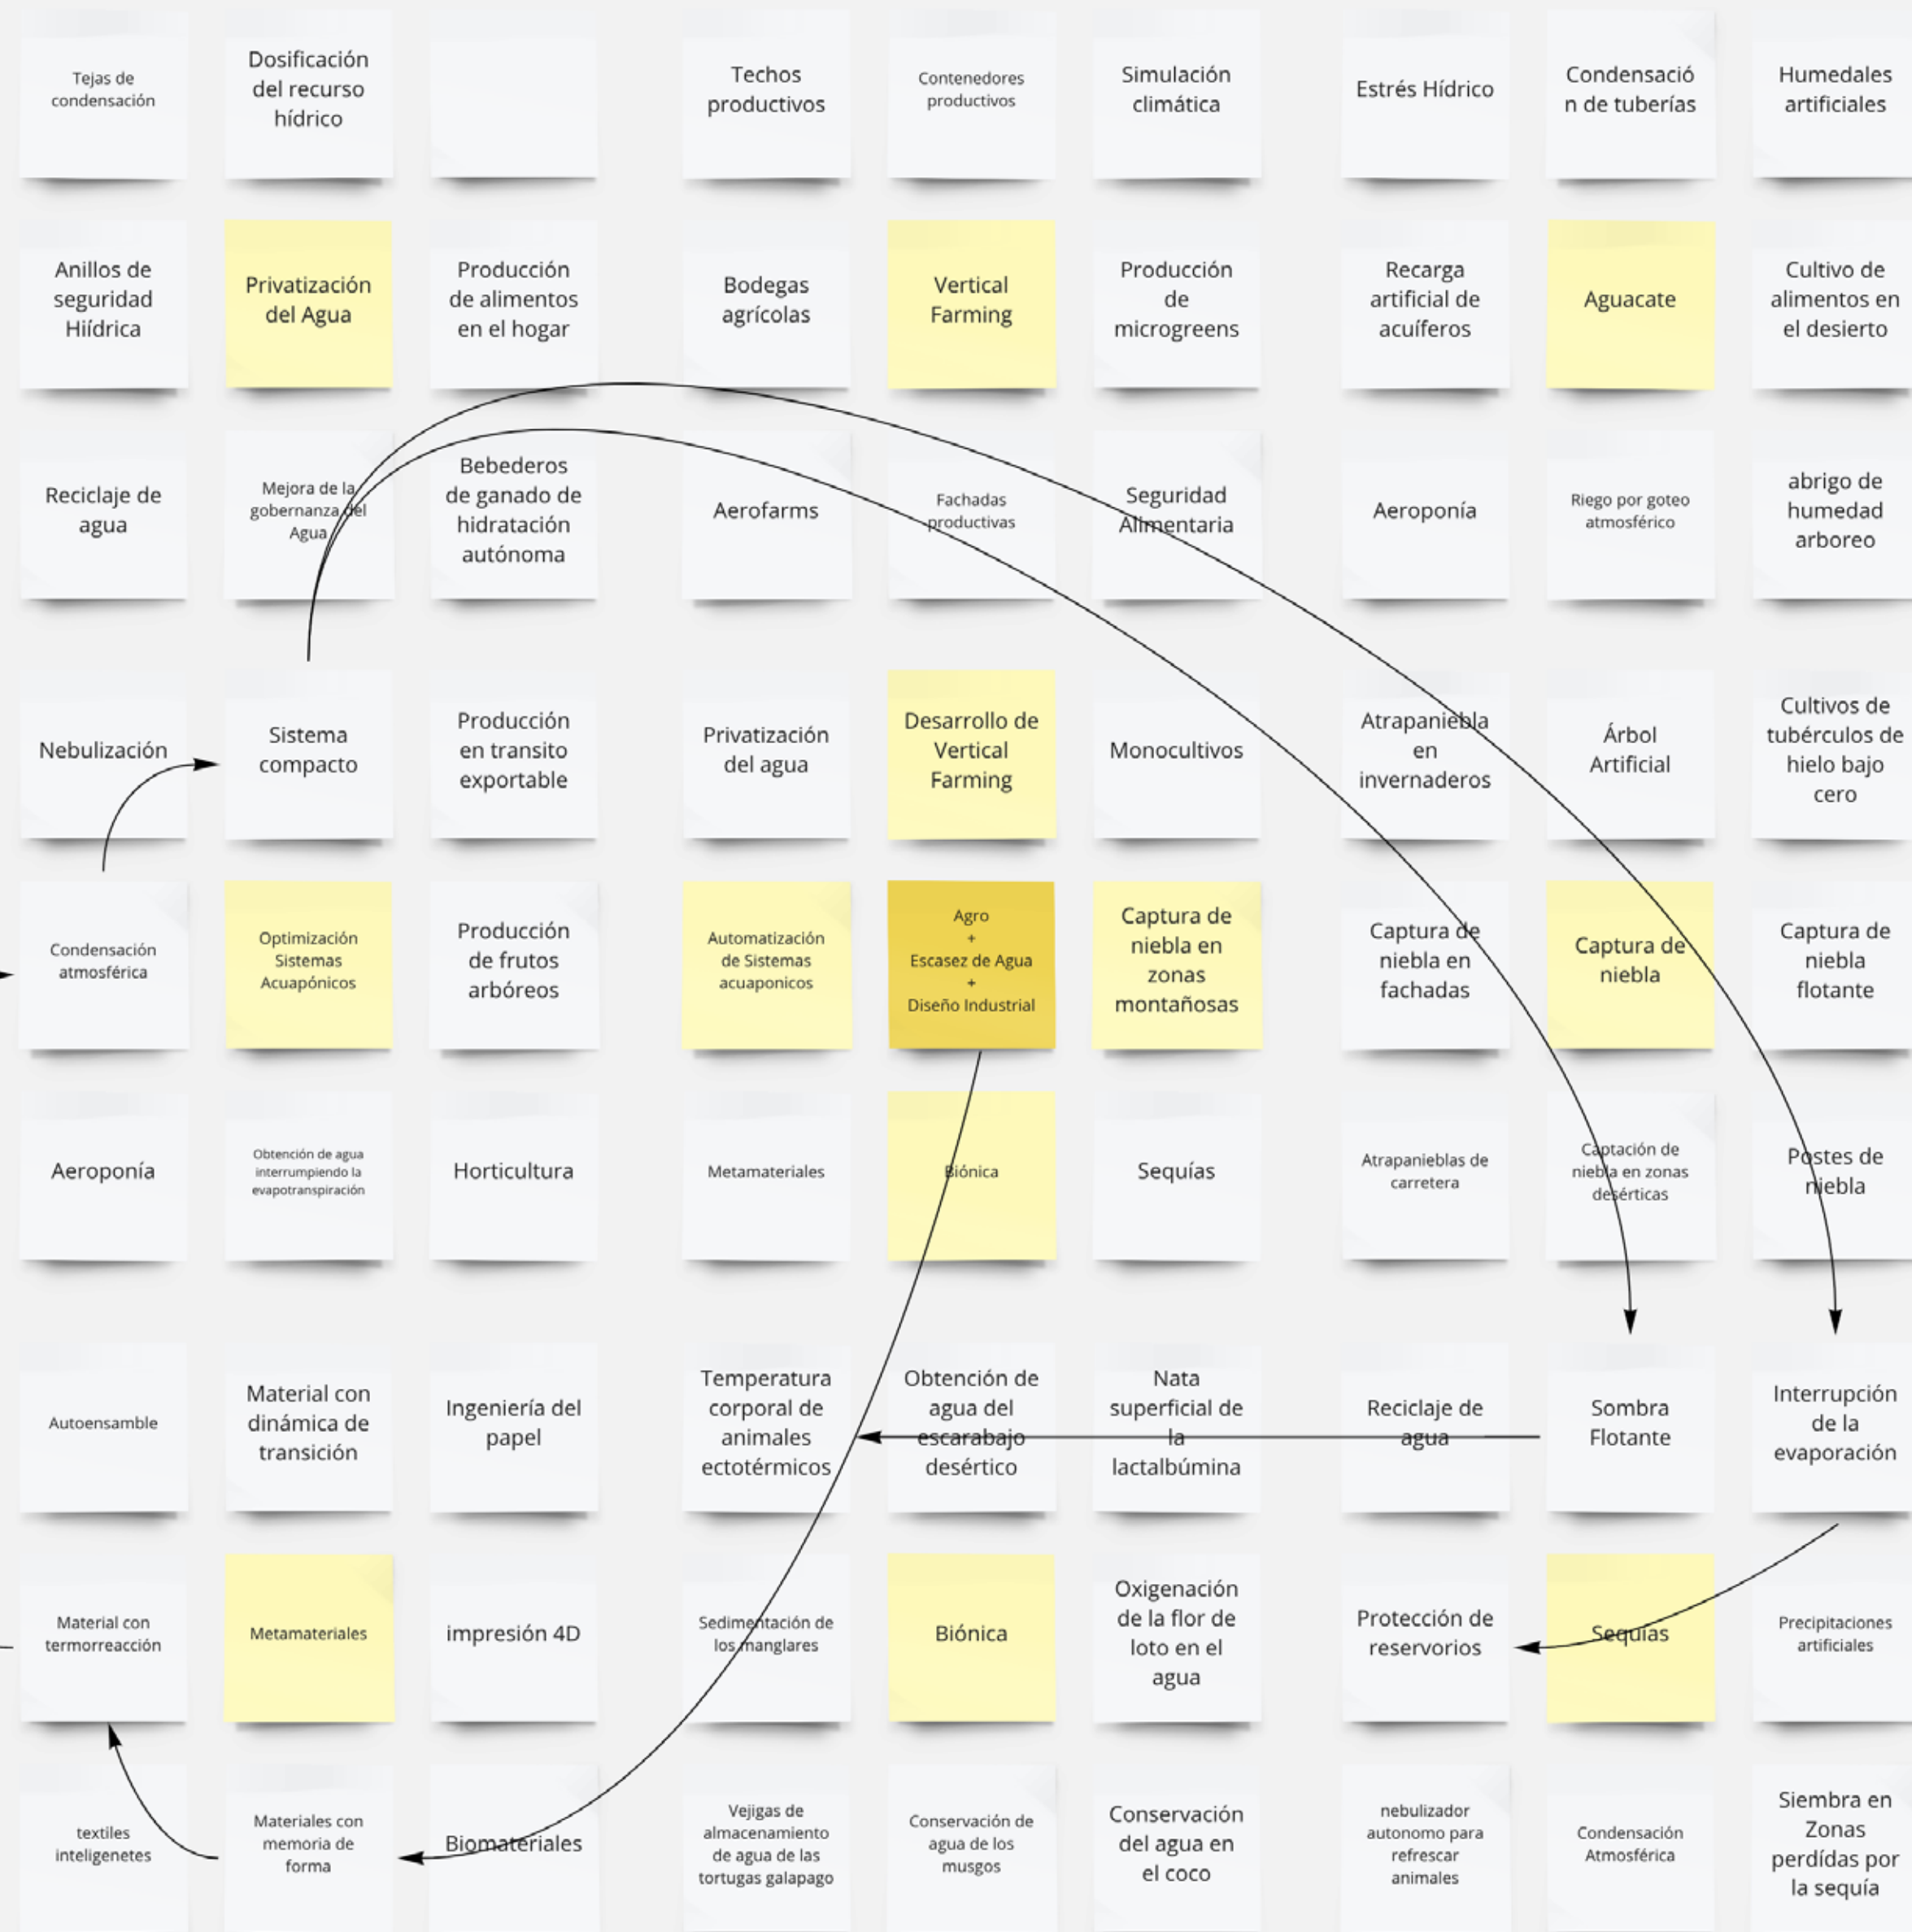 Tejas de
condensación
Dosificación
del recurso
hídrico
Techos
productivos
Contenedores
productivos
Simulación
climática
Estrés Hídrico
Condensació
n de tuberías
Humedales
artificiales
Anillos de
seguridad
Hiídrica
Privatización
del Agua
Producción
de alimentos
en el hogar
Bodegas
agrícolas
Vertical
Farming
Producción
de
microgreens
Recarga
artificial de
acuíferos
Aguacate
Cultivo de
alimentos en
el desierto
Reciclaje de
agua
Mejora de la
gobernanza del
Agua
Bebederos
de ganado de
hidratación
autónoma
Aerofarms
Fachadas
productivas
Seguridad
Alimentaria
Aeroponía
Riego por goteo
atmosférico
abrigo de
humedad
arboreo
Nebulización
Sistema
compacto
Producción
en transito
exportable
Privatización
del agua
Desarrollo de
Vertical
Farming
Monocultivos
Atrapaniebla
en
invernaderos
Árbol
Artificial
Cultivos de
tubérculos de
hielo bajo
cero
Condensación
atmosférica
Optimización
Sistemas
Acuapónicos
Producción
de frutos
arbóreos
Automatización
de Sistemas
acuaponicos
Agro
+
Escasez de Agua
+
Diseño Industrial
Captura de
niebla en
zonas
montañosas
Captura de
niebla en
fachadas
Captura de
niebla
Captura de
niebla
flotante
Aeroponía
Obtención de agua
interrumpiendo la
evapotranspiración
Horticultura
Metamateriales
Biónica
Sequías
Atrapanieblas de
carretera
Captación de
niebla en zonas
desérticas
Postes de
niebla
Autoensamble
Material con
dinámica de
transición
Ingeniería del
papel
Temperatura
corporal de
animales
ectotérmicos
Obtención de
agua del
escarabajo
desértico
Nata
superficial de
la
lactalbúmina
Reciclaje de
agua
Sombra
Flotante
Interrupción
de la
evaporación
Material con
termorreacción
Metamateriales
impresión 4D
Sedimentación de
los manglares
Biónica
Oxigenación
de la flor de
loto en el
agua
Protección de
reservorios
Sequías
Precipitaciones
artificiales
textiles
inteligenetes
Materiales con
memoria de
forma
Biomateriales
Vejigas de
almacenamiento
de agua de las
tortugas galapago
Conservación de
agua de los
musgos
Conservación
del agua en
el coco
nebulizador
autonomo para
refrescar
animales
Condensación
Atmosférica
Siembra en
Zonas
perdídas por
la sequía